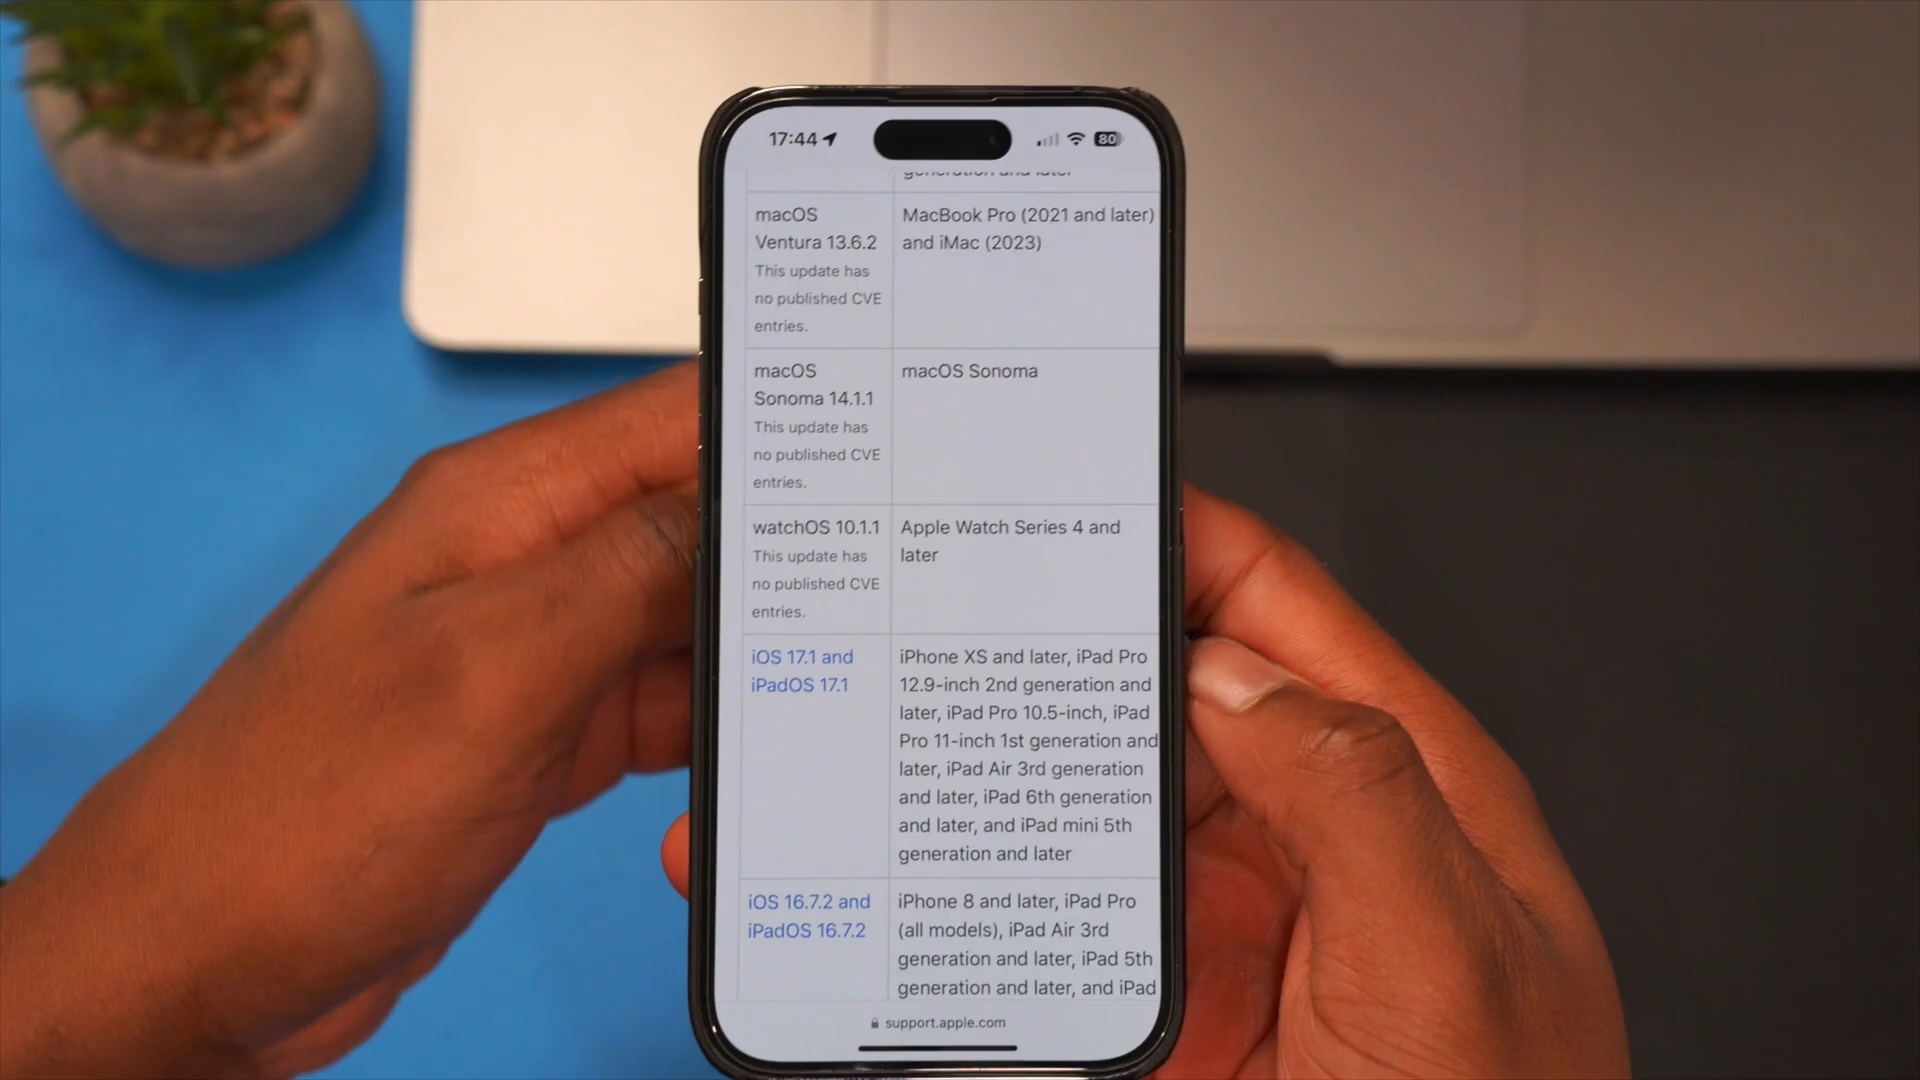 17:44
80
generation and later
macOS
Ventura 13.6.2
This update has
no published CVE
entries.
MacBook Pro (2021 and later)
and iMac (2023)
macOS
Sonoma 14.1.1
This update has
no published CVE
entries.
macOS Sonoma
watchOS 10.1.1
This update has
no published CVE
entries.
Apple Watch Series 4 and
later
iOS 17.1 and
iPadOS 17.1
iPhone XS and later, iPad Pro
12.9-inch 2nd generation and
later, iPad Pro 10.5-inch, iPad
Pro 11-inch 1st generation and
later, iPad Air 3rd generation
and later, iPad 6th generation
and later, and iPad mini 5th
generation and later
iOS 16.7.2 and
iPadOS 16.7.2
iPhone 8 and later, iPad Pro
(all models), iPad Air 3rd
generation and later, iPad 5th
generation and later, and iPad
support.apple.com